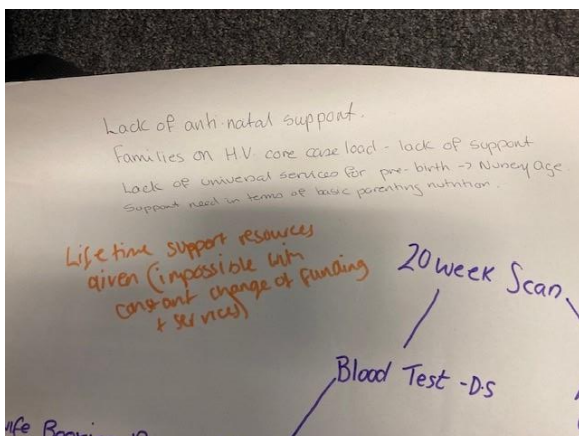 Lack of anti-natal support.
Families on HV core case load - lack of support
Lack of universal services for pre-birth → Nursery Age.
Support need in terms of basic parenting nutrition.
Lifetime support resources
given (impossible with
constant change of funding
+ services)
20 week Scan
Blood Test - D.S